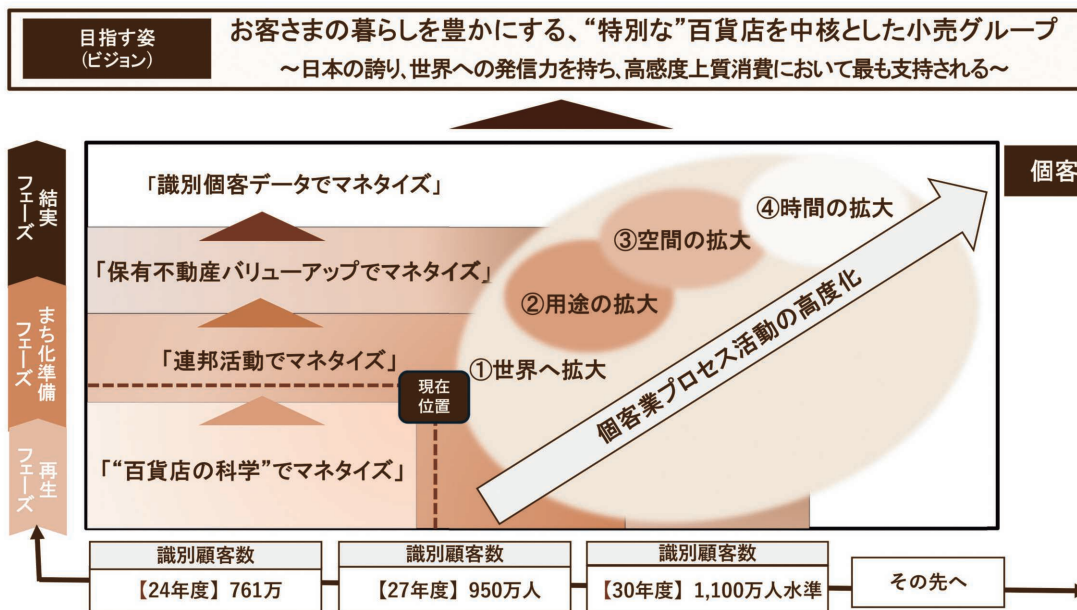 目指す姿
(ビジョン)
お客さまの暮らしを豊かにする、“特別な”百貨店を中核とした小売グループ
～日本の誇り、世界への発信力を持ち、高感度上質消費において最も支持される～
結実
フェーズ
まち化準備
フェーズ
再生
フェーズ
「識別個客データでマネタイズ」
「保有不動産バリューアップでマネタイズ」
「連邦活動でマネタイズ」
「“百貨店の科学”でマネタイズ」
現在
位置
①世界へ拡大
②用途の拡大
③空間の拡大
④時間の拡大
個客業プロセス活動の高度化
個客
識別顧客数
【24年度】 761万
識別顧客数
【27年度】 950万人
識別顧客数
【30年度】 1,100万人水準
その先へ